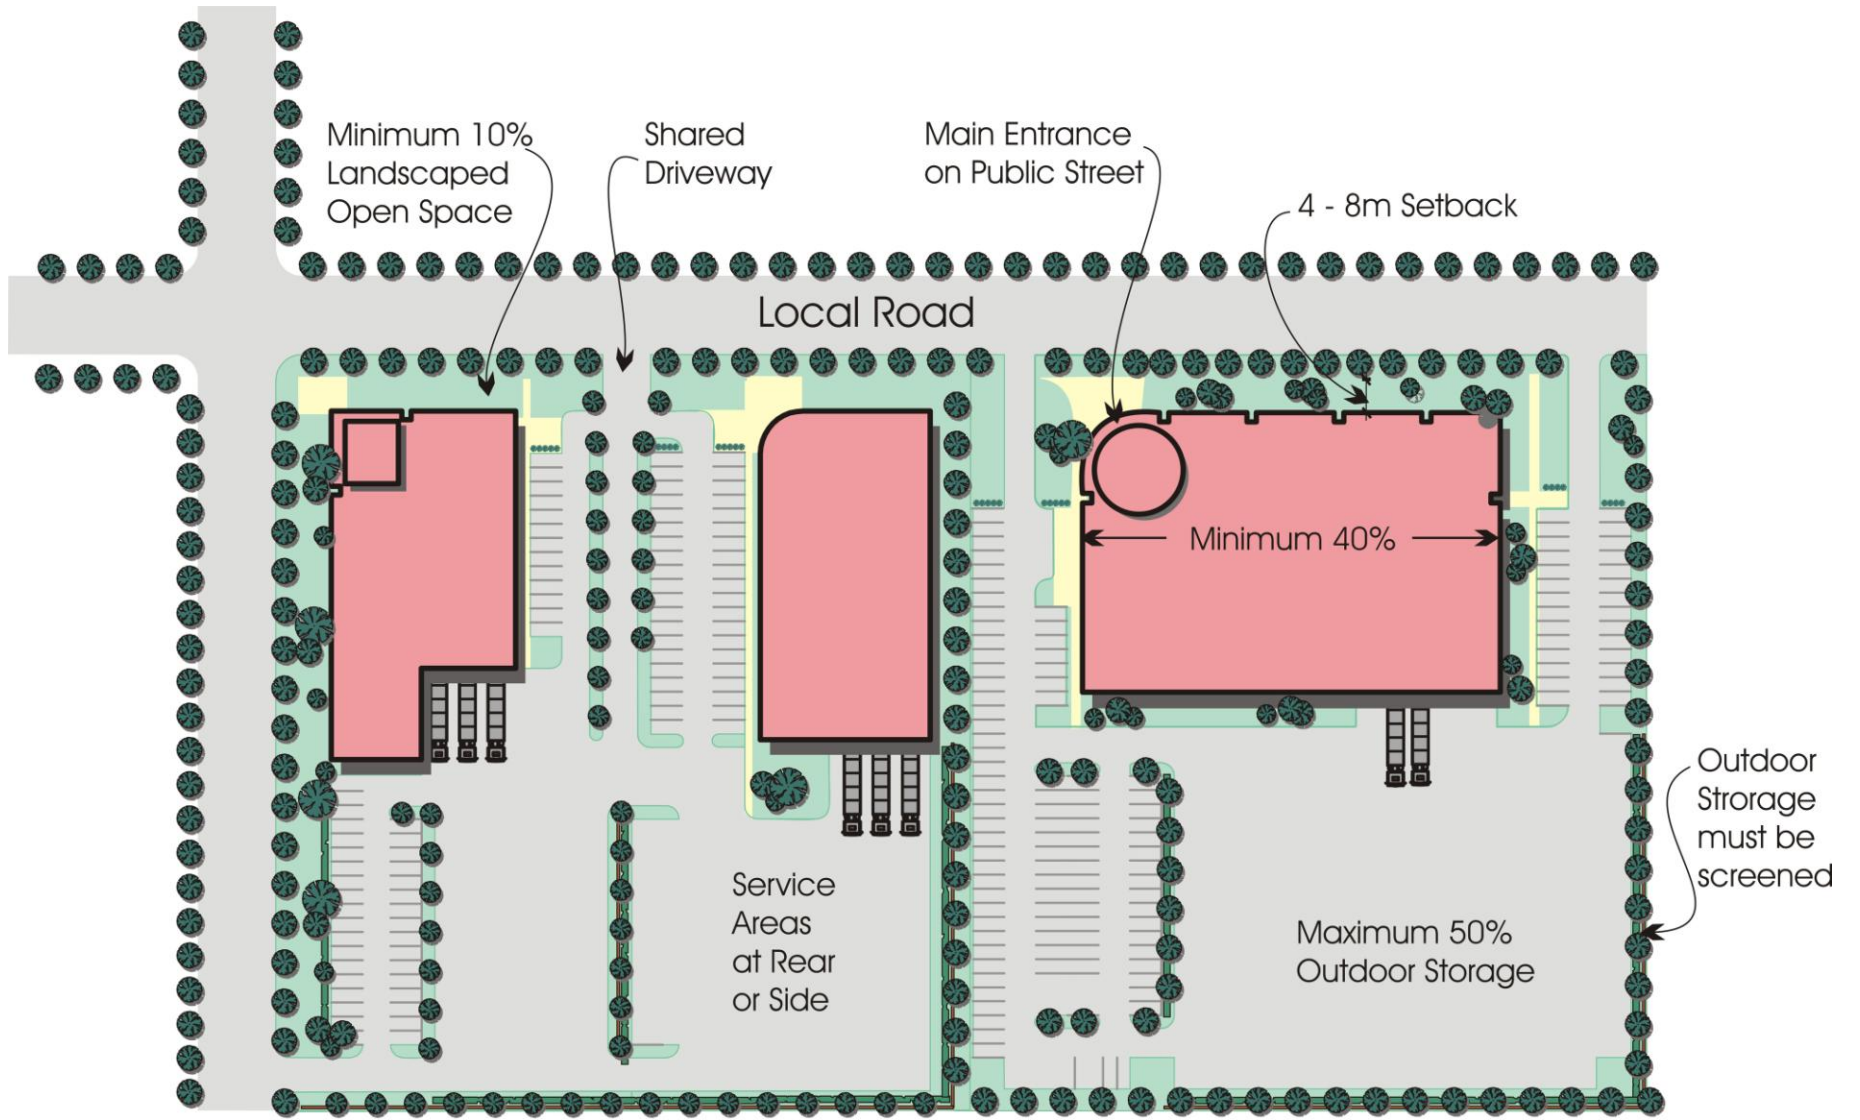 Minimum 10%
Landscaped
Open Space
Shared
Driveway
Main Entrance
on Public Street
4 - 8m Setback
Local Road
Minimum 40%
Outdoor
Strorage
must be
screened
Service
Areas
at Rear
or Side
Maximum 50%
Outdoor Storage